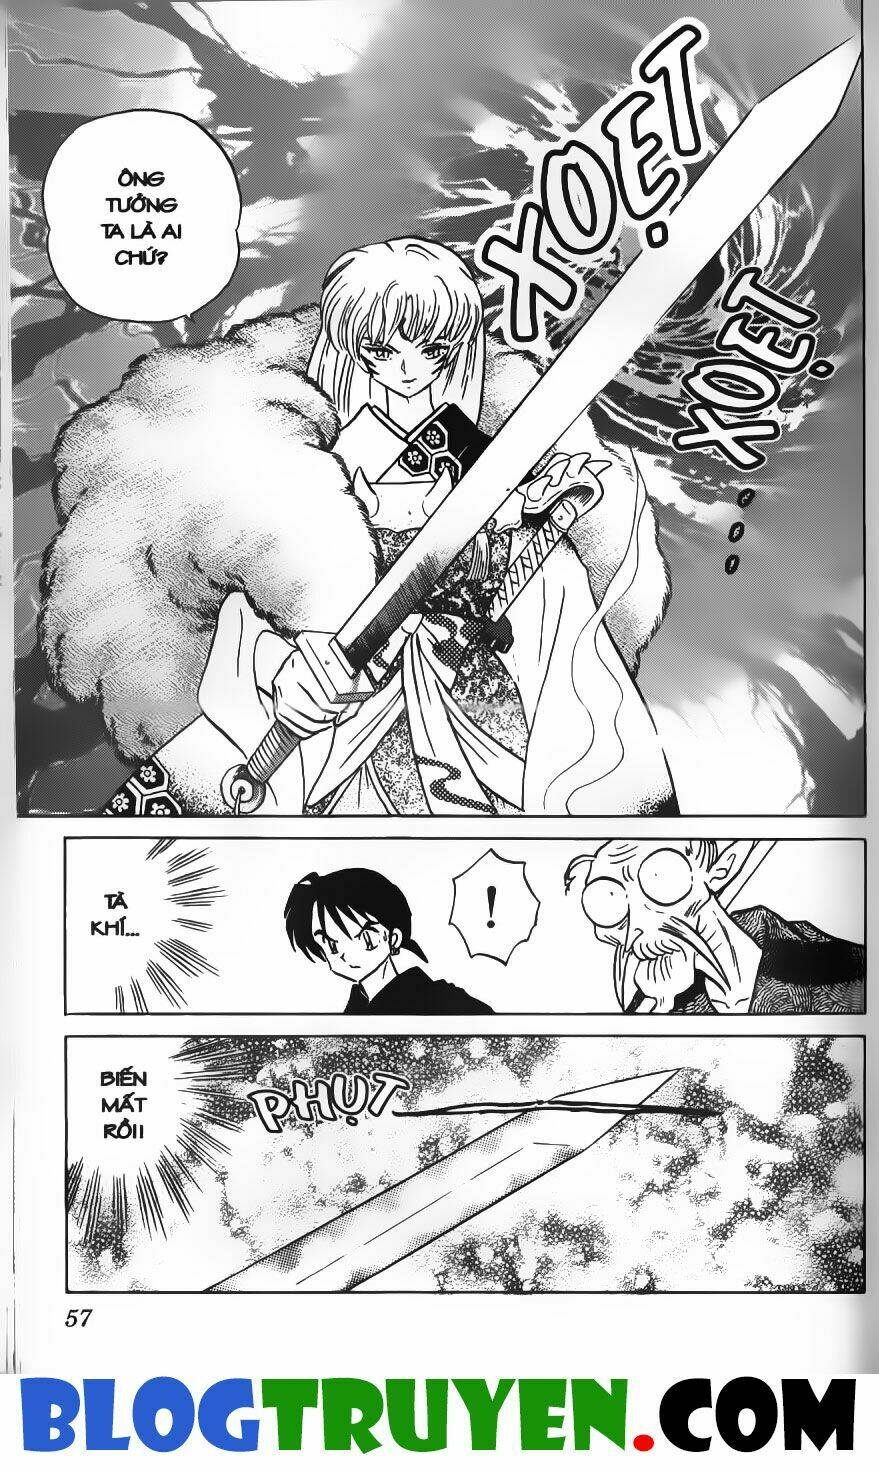 ÔNG
TƯỞNG
TA LÀ AI
CHỨ?
XOẸT
XOẸT
...
TÀ
KHÍ...
!
BIẾN
MẤT
RỒI!
PHỤT
57
BLOGTRUYEN.COM